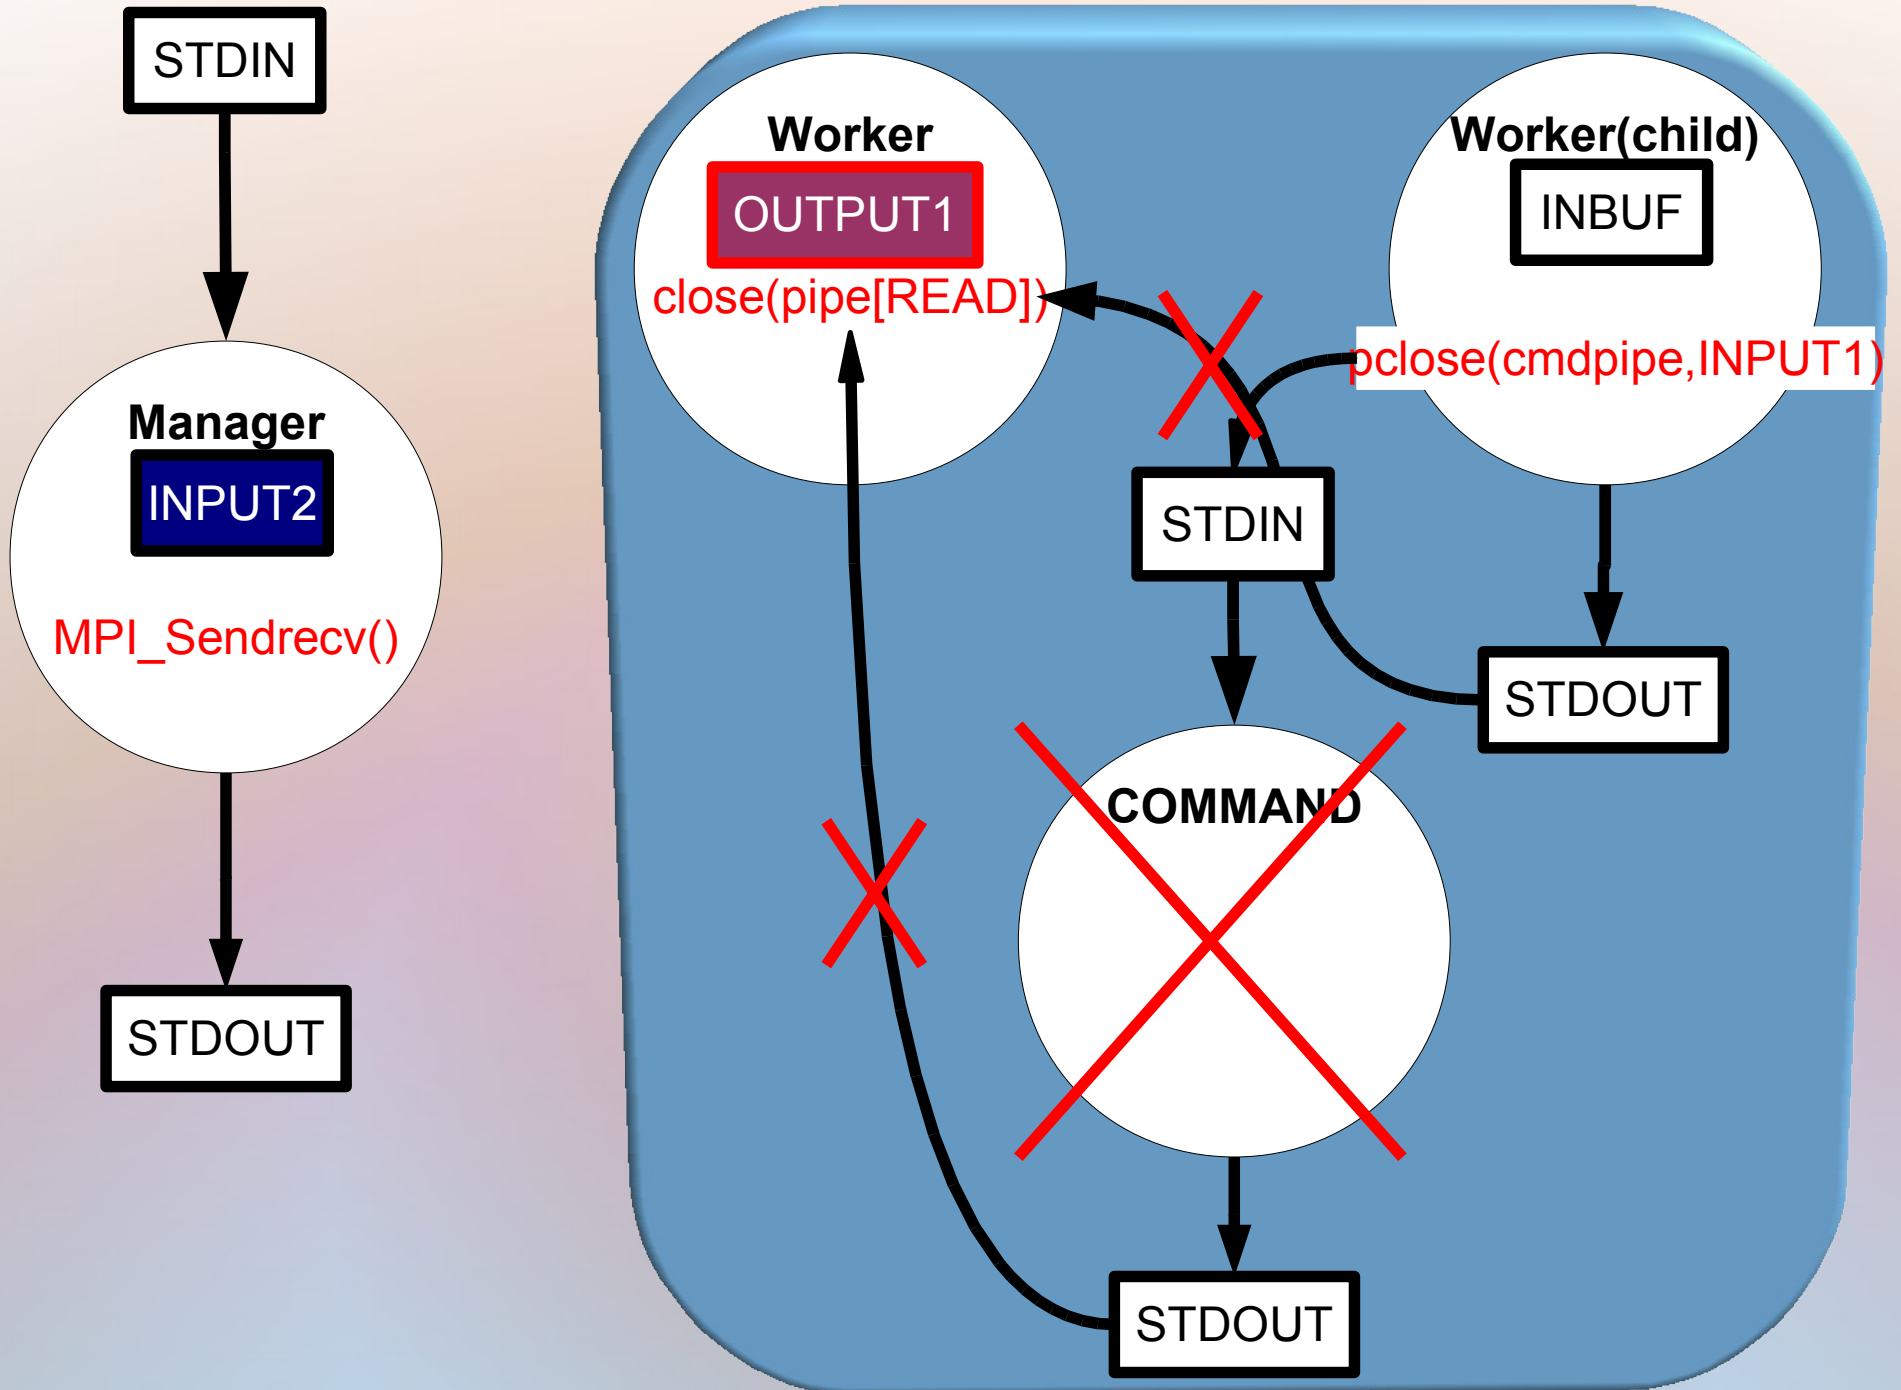 STDIN
Manager
INPUT2
MPI_Sendrecv()
STDOUT
Worker
OUTPUT1
close(pipe[READ])
Worker(child)
INBUF
pclose(cmdpipe,INPUT1)
STDIN
STDOUT
COMMAND
STDOUT